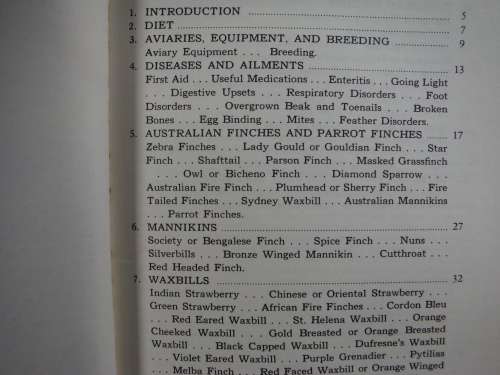 1. INTRODUCTION 5
2. DIET 7
3. AVIARIES, EQUIPMENT, AND BREEDING 9
Aviary Equipment . . . Breeding.
4. DISEASES AND AILMENTS 13
First Aid . . . Useful Medications . . . Enteritis . . . Going Light
. . . Digestive Upsets . . . Respiratory Disorders . . . Foot
Disorders . . . Overgrown Beak and Toenails . . . Broken
Bones . . . Egg Binding . . . Mites . . . Feather Disorders.
5. AUSTRALIAN FINCHES AND PARROT FINCHES 17
Zebra Finches . . . Lady Gould or Gouldian Finch . . . Star
Finch . . . Shafttail . . . Parson Finch . . . Masked Grassfinch
. . . Owl or Bicheno Finch . . . Diamond Sparrow . . .
Australian Fire Finch . . . Plumhead or Sherry Finch . . . Fire
Tailed Finches . . . Sydney Waxbill . . . Australian Mannikins
. . . Parrot Finches.
6. MANNIKINS 27
Society or Bengalese Finch . . . Spice Finch . . . Nuns . . .
Silverbills . . . Bronze Winged Mannikin . . . Cutthroat . . .
Red Headed Finch.
7. WAXBILLS 32
Indian Strawberry . . . Chinese or Oriental Strawberry . . .
Green Strawberry . . . African Fire Finches . . . Cordon Bleu
. . . Red Eared Waxbill . . . St. Helena Waxbill . . . Orange
Cheeked Waxbill . . . Gold Breasted or Orange Breasted
Waxbill . . . Black Capped Waxbill . . . Dufresne's Waxbill
. . . Violet Eared Waxbill . . . Purple Grenadier . . . Pytilias
. . . Melba Finch . . . Red Faced Waxbill or Orange Winged